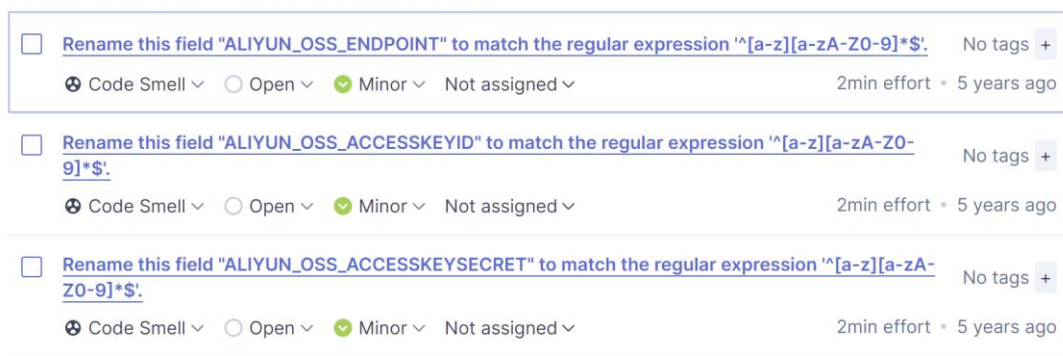 Rename this field "ALIYUN_OSS_ENDPOINT" to match the regular expression '^[a-z][a-zA-Z0-9]*$'. No tags +
Code Smell Open Minor Not assigned 2min effort • 5 years ago
Rename this field "ALIYUN_OSS_ACCESSKEYID" to match the regular expression '^[a-z][a-zA-Z0-
9]*$'.
No tags +
Code Smell Open Minor Not assigned 2min effort • 5 years ago
Rename this field "ALIYUN_OSS_ACCESSKEYSECRET" to match the regular expression '^[a-z][a-zA-
Z0-9]*$'.
No tags +
Code Smell Open Minor Not assigned 2min effort • 5 years ago